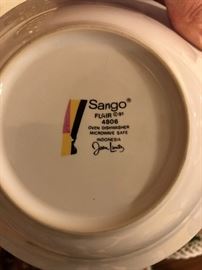 Sango®
FLAIR ©91
4806
OVEN DISHWASHER
MICROWAVE SAFE
INDONESIA